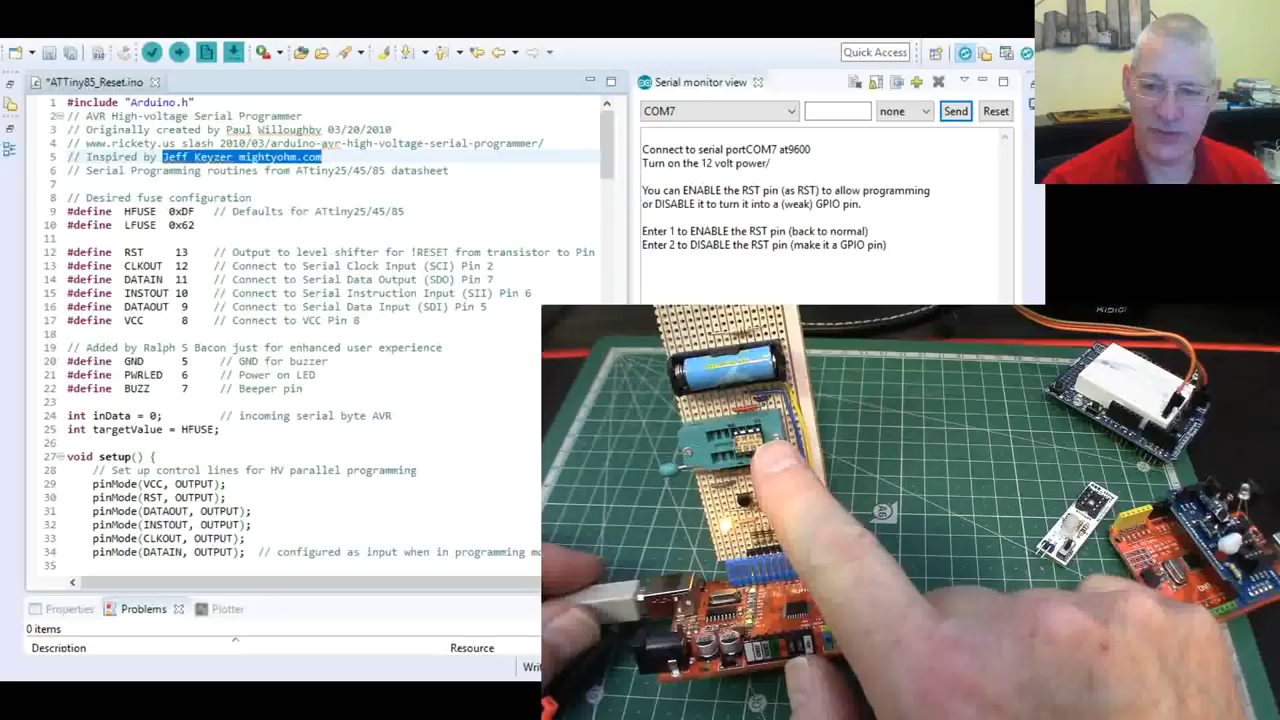 Quick Access
*ATTiny85_Reset.ino
1 #include "Arduino.h"
2 // AVR High-voltage Serial Programmer
3 // Originally created by Paul Willoughby 03/20/2010
4 // www.rickety.us slash 2010/03/arduino-avr-high-voltage-serial-programmer/
5 // Inspired by Jeff Keyzer mightyohm.com
6 // Serial Programming routines from ATtiny25/45/85 datasheet
7
8 // Desired fuse configuration
9 #define HFUSE 0xDF // Defaults for ATtiny25/45/85
10 #define LFUSE 0x62
11
12 #define RST 13 // Output to level shifter for !RESET from transistor to Pin
13 #define CLKOUT 12 // Connect to Serial Clock Input (SCI) Pin 2
14 #define DATAIN 11 // Connect to Serial Data Output (SDO) Pin 7
15 #define INSTOUT 10 // Connect to Serial Instruction Input (SII) Pin 6
16 #define DATAOUT 9 // Connect to Serial Data Input (SDI) Pin 5
17 #define VCC 8 // Connect to VCC Pin 8
18
19 // Added by Ralph S Bacon just for enhanced user experience
20 #define GND 5 // GND for buzzer
21 #define PWRLED 6 // Power on LED
22 #define BUZZ 7 // Beeper pin
23
24 int inData = 0; // incoming serial byte AVR
25 int targetValue = HFUSE;
26
27 void setup() {
28 // Set up control lines for HV parallel programming
29 pinMode(VCC, OUTPUT);
30 pinMode(RST, OUTPUT);
31 pinMode(DATAOUT, OUTPUT);
32 pinMode(INSTOUT, OUTPUT);
33 pinMode(CLKOUT, OUTPUT);
34 pinMode(DATAIN, OUTPUT); // configured as input when in programming mo
35
Properties Problems Plotter
0 items
Description Resource
Writ
Serial monitor view
COM7 none Send Reset
Connect to serial portCOM7 at9600
Turn on the 12 volt power/
You can ENABLE the RST pin (as RST) to allow programming
or DISABLE it to turn it into a (weak) GPIO pin.
Enter 1 to ENABLE the RST pin (back to normal)
Enter 2 to DISABLE the RST pin (make it a GPIO pin)